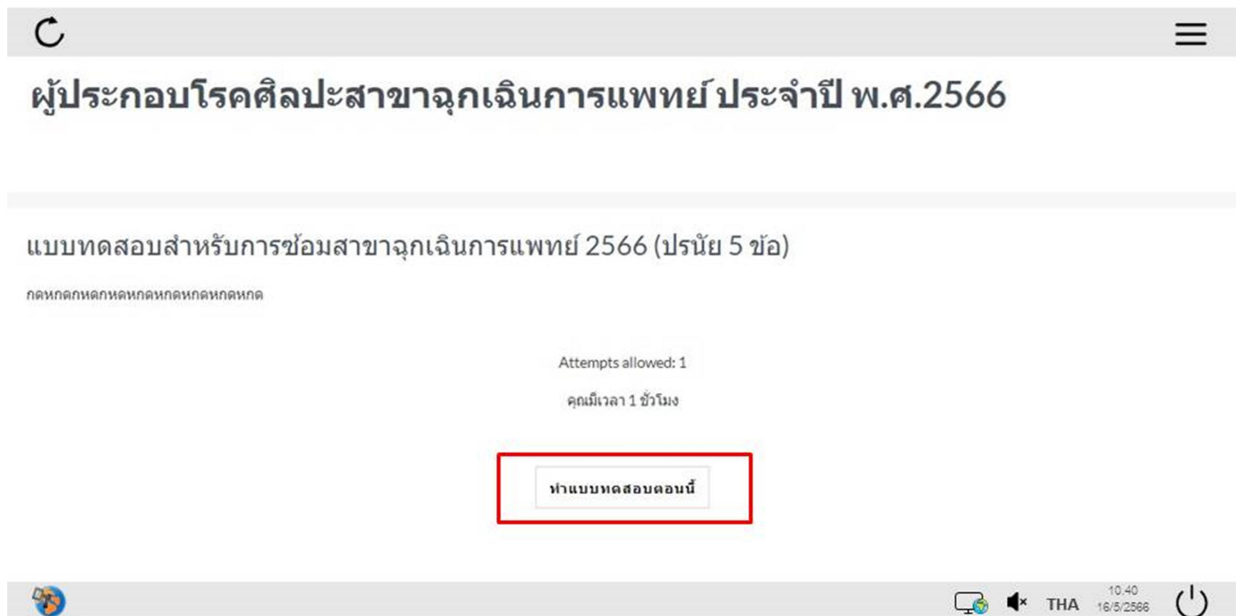 ผู้ประกอบโรคศิลปะสาขาฉุกเฉินการแพทย์ ประจำปี พ.ศ.2566
แบบทดสอบสำหรับการซ้อมสาขาฉุกเฉินการแพทย์ 2566 (ปรนัย 5 ข้อ)
กดหกดกหดกหดหกดหกดหกดหกดหกด
Attempts allowed: 1
คุณมีเวลา 1 ชั่วโมง
ทำแบบทดสอบตอนนี้
THA
10.40
16/5/2566